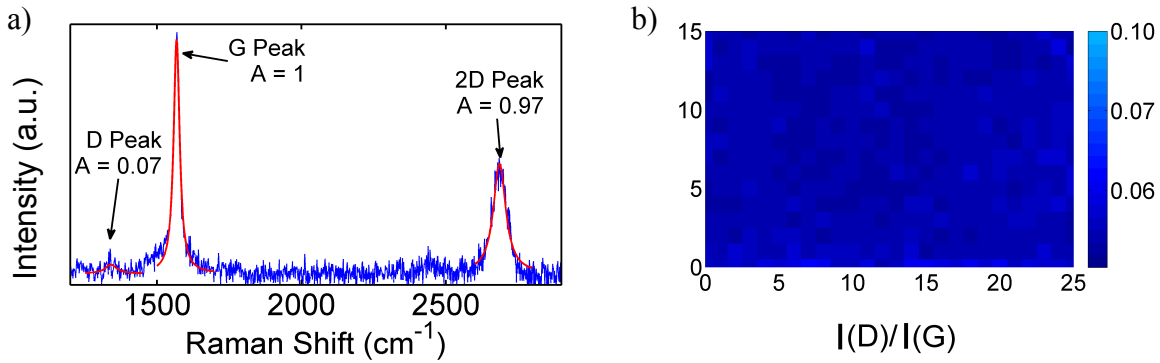 a)
G Peak
A = 1
2D Peak
A = 0.97
D Peak
A = 0.07
Intensity (a.u.)
1500 2000 2500
Raman Shift (cm⁻¹)
b)
15
10
5
0
0 5 10 15 20 25
0.10
0.07
0.06
I(D)/I(G)